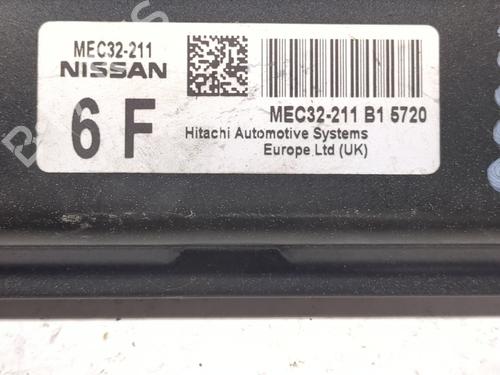 MEC32-211
NISSAN
6 F
MEC32-211 B1 5720
Hitachi Automotive Systems
Europe Ltd (UK)